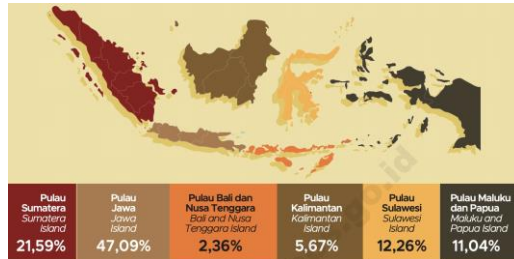 Pulau
Sumatera
Sumatera
Island
21,59%
Pulau
Jawa
Jawa
Island
47,09%
Pulau Bali dan
Nusa Tenggara
Bali and Nusa
Tenggara Island
2,36%
Pulau
Kalimantan
Kalimantan
Island
5,67%
Pulau
Sulawesi
Sulawesi
Island
12,26%
Pulau Maluku
dan Papua
Maluku and
Papua Island
11,04%